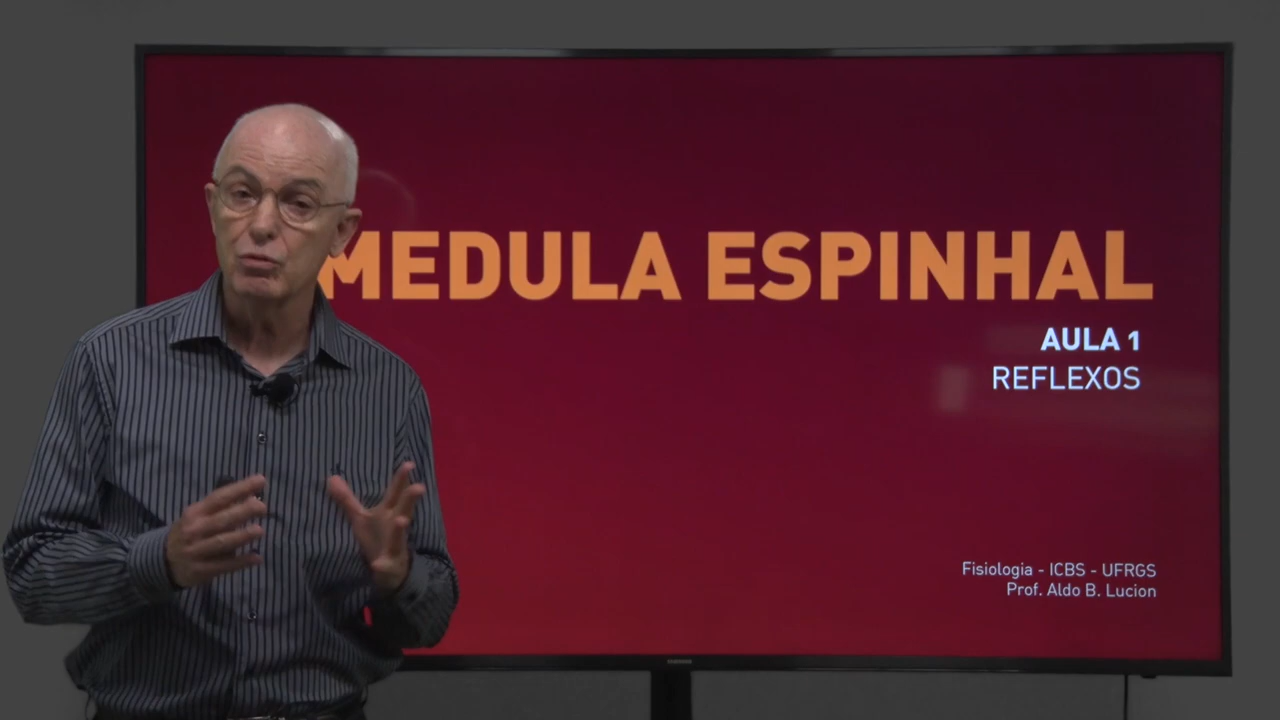 MEDULA ESPINHAL
AULA 1
REFLEXOS
Fisiologia - ICBS - UFRGS
Prof. Aldo B. Lucion